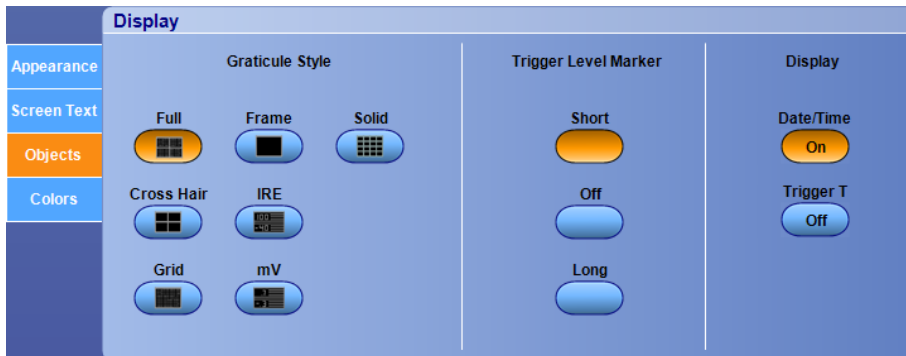 Display
Appearance
Screen Text
Objects
Colors
Graticule Style
Full Frame Solid
Cross Hair IRE
Grid mV
Trigger Level Marker
Short
Off
Long
Display
Date/Time
On
Trigger T
Off